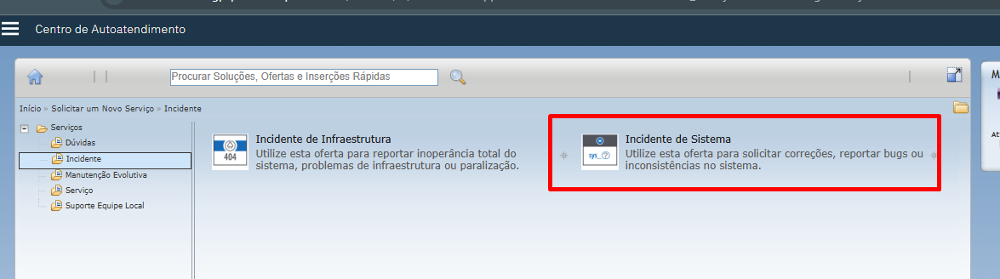 Centro de Autoatendimento
Procurar Soluções, Ofertas e Inserções Rápidas
Início » Solicitar um Novo Serviço » Incidente
Serviços
Dúvidas
Incidente
Manutenção Evolutiva
Serviço
Suporte Equipe Local
404
Incidente de Infraestrutura
Utilize esta oferta para reportar inoperância total do
sistema, problemas de infraestrutura ou paralização.
sys_?
Incidente de Sistema
Utilize esta oferta para solicitar correções, reportar bugs ou
inconsistências no sistema.
M
At